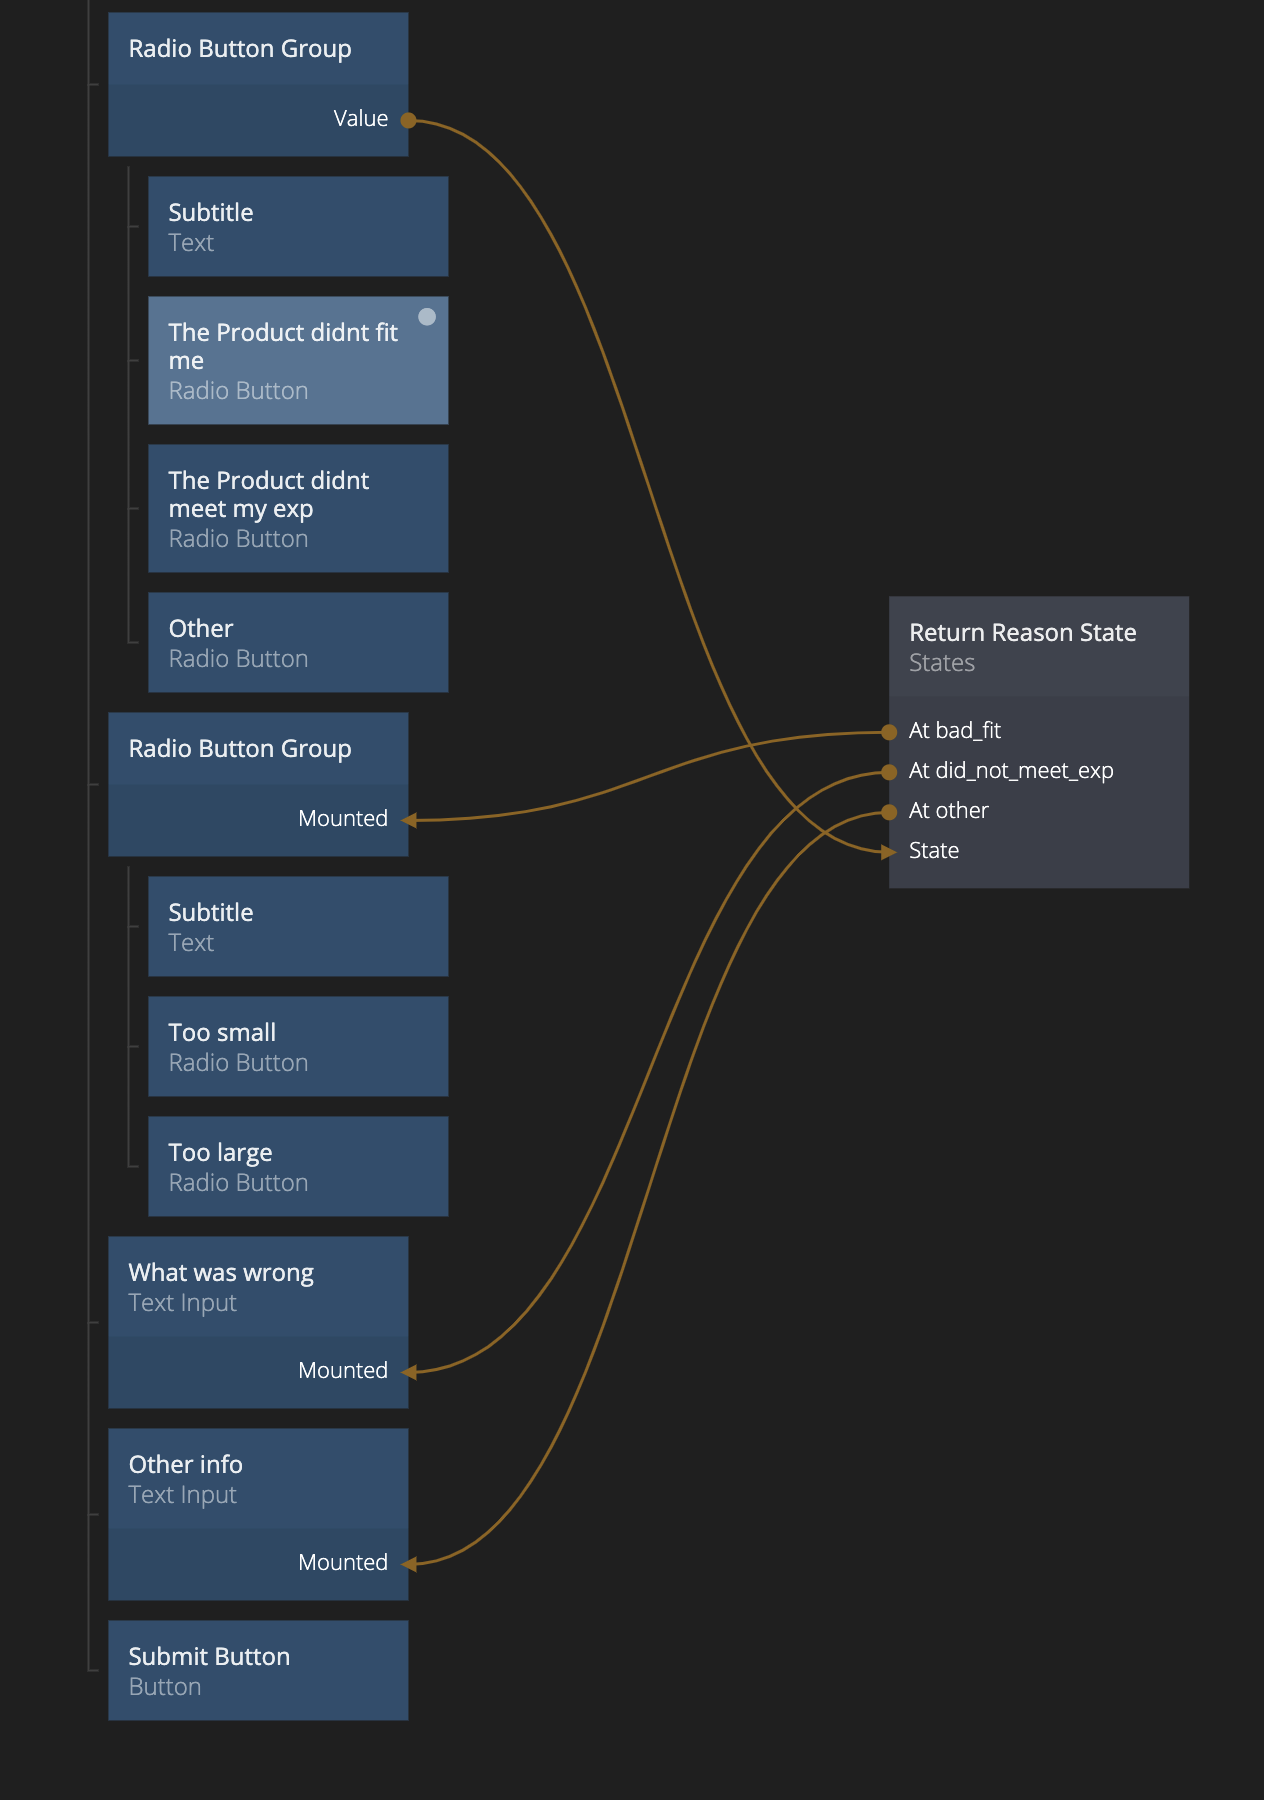 Radio Button Group
Value
Subtitle
Text
The Product didnt fit
me
Radio Button
The Product didnt
meet my exp
Radio Button
Other
Radio Button
Radio Button Group
Mounted
Subtitle
Text
Too small
Radio Button
Too large
Radio Button
What was wrong
Text Input
Mounted
Other info
Text Input
Mounted
Submit Button
Button
Return Reason State
States
At bad_fit
At did_not_meet_exp
At other
State